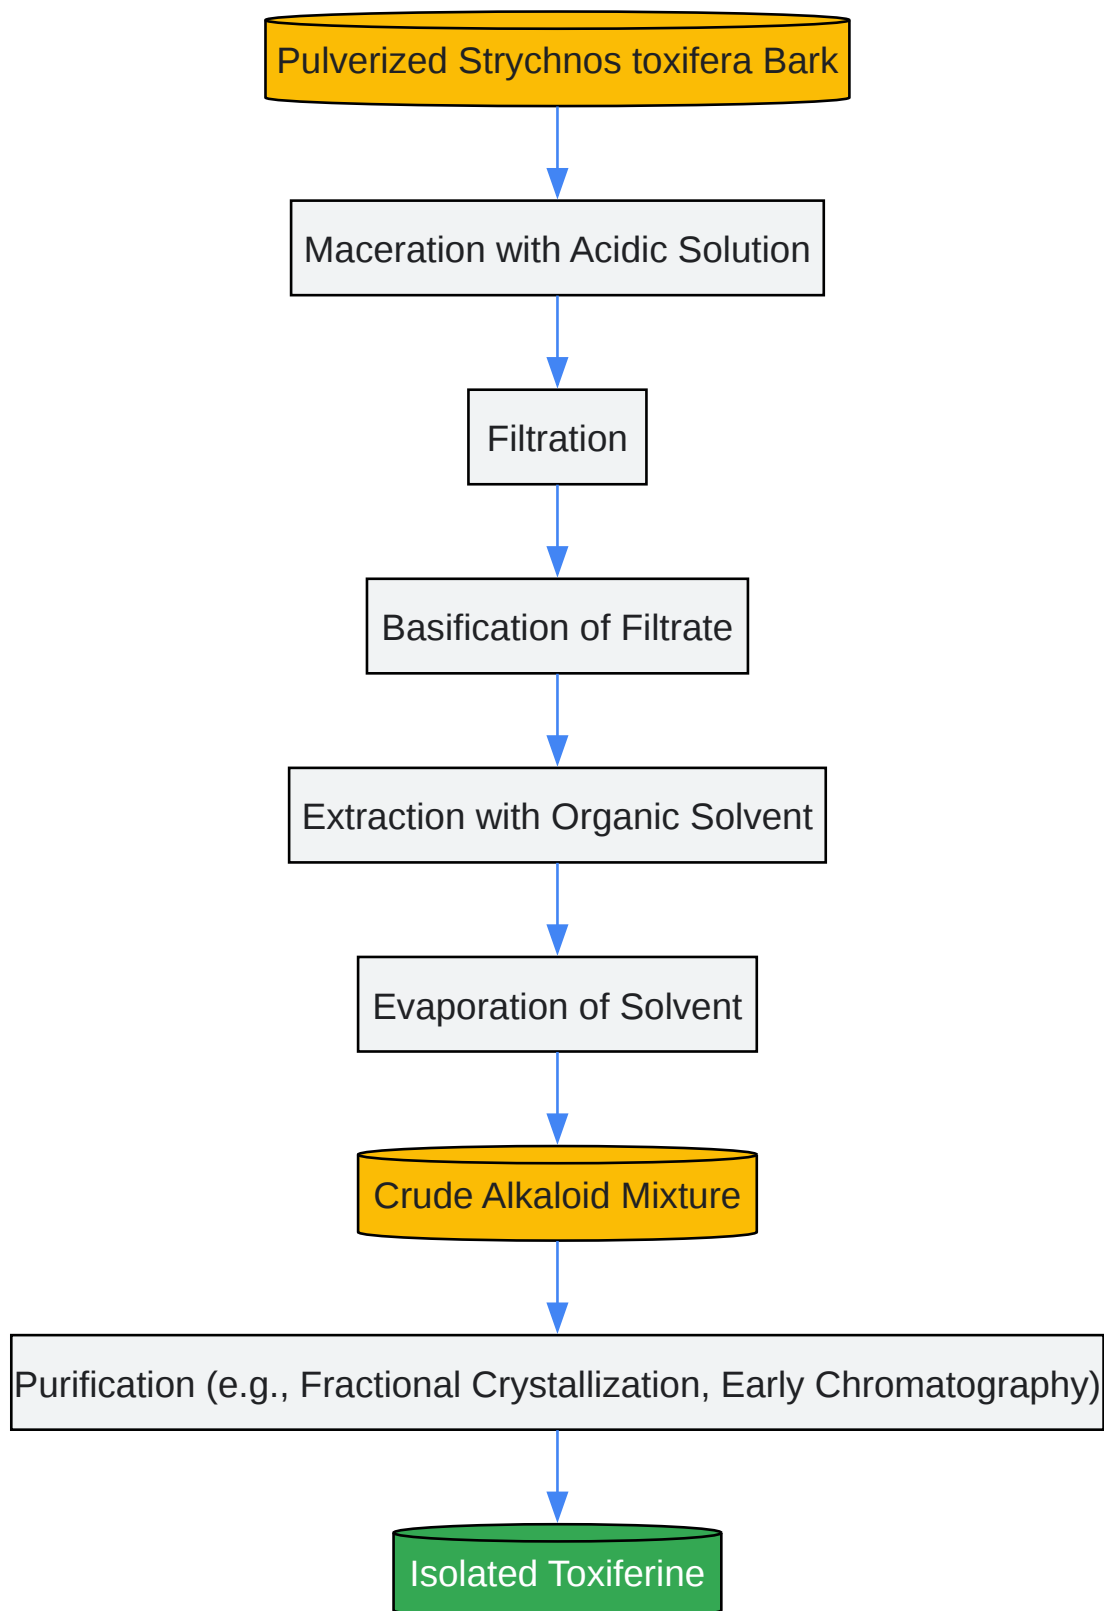 Pulverized Strychnos toxifera Bark
Maceration with Acidic Solution
Filtration
Basification of Filtrate
Extraction with Organic Solvent
Evaporation of Solvent
Crude Alkaloid Mixture
Purification (e.g., Fractional Crystallization, Early Chromatography)
Isolated Toxiferine